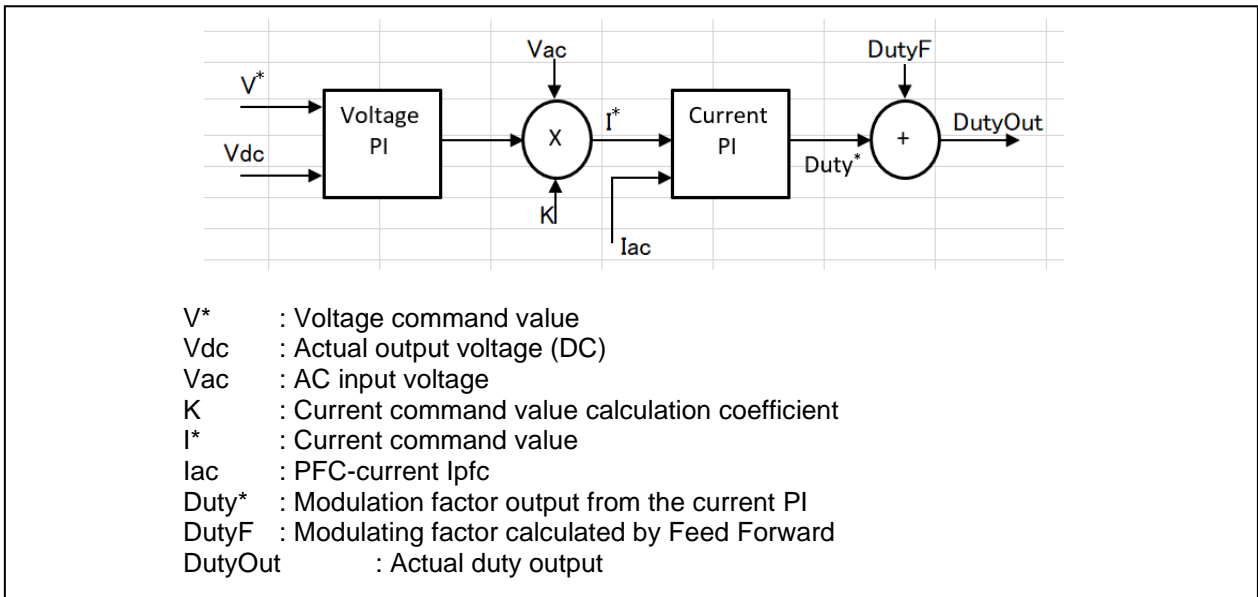 Vac
DutyF
V*
Voltage
PI
Vdc
X
K
I*
Current
PI
Iac
Duty*
+
DutyOut
V* : Voltage command value
Vdc : Actual output voltage (DC)
Vac : AC input voltage
K : Current command value calculation coefficient
I* : Current command value
Iac : PFC-current Ipfc
Duty* : Modulation factor output from the current PI
DutyF : Modulating factor calculated by Feed Forward
DutyOut : Actual duty output